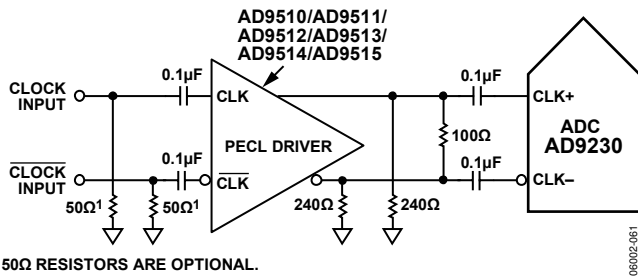 AD9510/AD9511/
AD9512/AD9513/
AD9514/AD9515
CLOCK
INPUT
0.1µF
CLK
0.1µF
CLK+
PECL DRIVER
100Ω
ADC
AD9230
CLOCK
INPUT
0.1µF
CLK
0.1µF
CLK–
50Ω1
50Ω1
240Ω
240Ω
50Ω RESISTORS ARE OPTIONAL.
06002-061